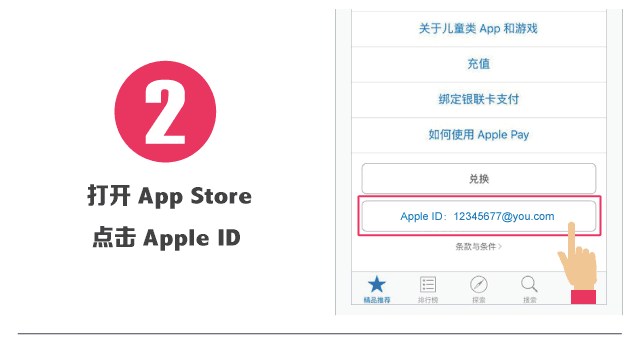 2
打开 App Store
点击 Apple ID
关于儿童类 App 和游戏
充值
绑定银联卡支付
如何使用 Apple Pay
兑换
Apple ID：12345677@you.com
条款与条件 >
精品推荐 排行榜 探索 搜索